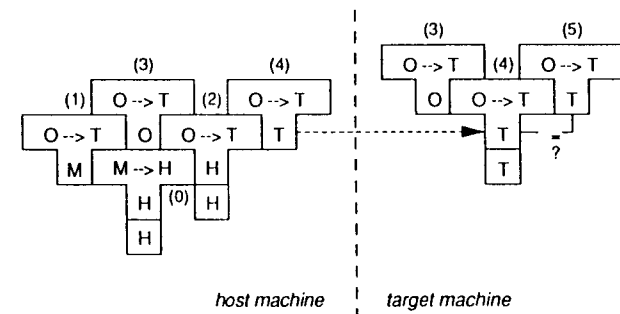 (3) (5)
(3) (4) O --> T (4) O --> T
(1) O --> T (2) O --> T O O --> T T
O --> T O O --> T T T = ?
M M --> H H T
H (0) H
H
host machine target machine